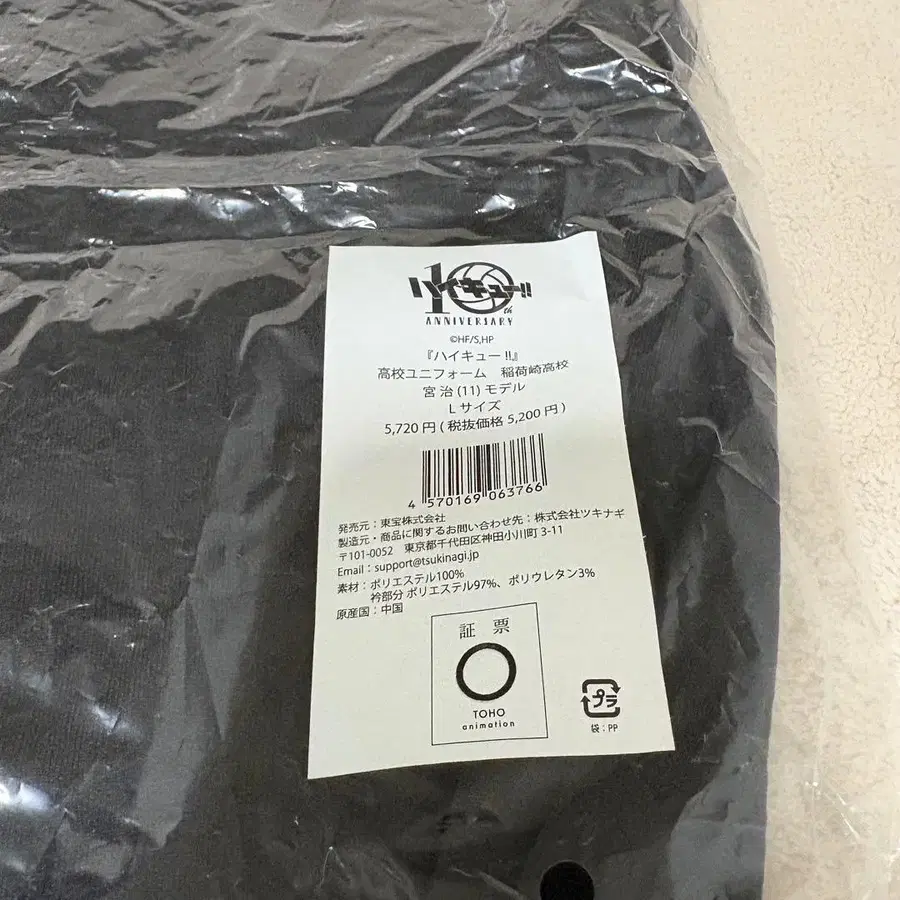 10th
ハイキュー!!
ANNIVERSARY
©HF/S,HP
『ハイキュー !!』
高校ユニフォーム　稲荷崎高校
宮 治 (11) モデル
L サイズ
5,720 円 ( 税抜価格 5,200 円 )
4 570169 063766
発売元：東宝株式会社
製造元・商品に関するお問い合わせ先：株式会社ツキナギ
〒101-0052　東京都千代田区神田小川町 3-11
Email：support@tsukinagi.jp
素材：ポリエステル100%
衿部分 ポリエステル97%、ポリウレタン3%
原産国：中国
証 票
TOHO
animation
プラ
袋：PP